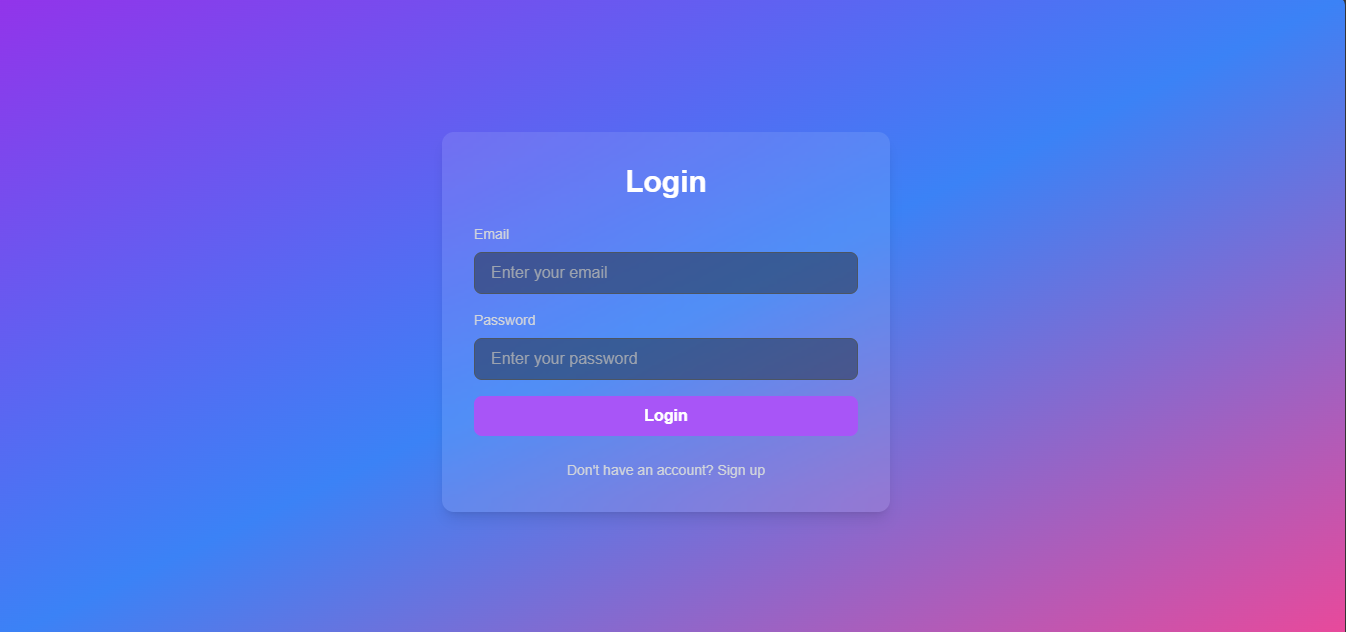 Login
Email
Enter your email
Password
Enter your password
Login
Don't have an account? Sign up